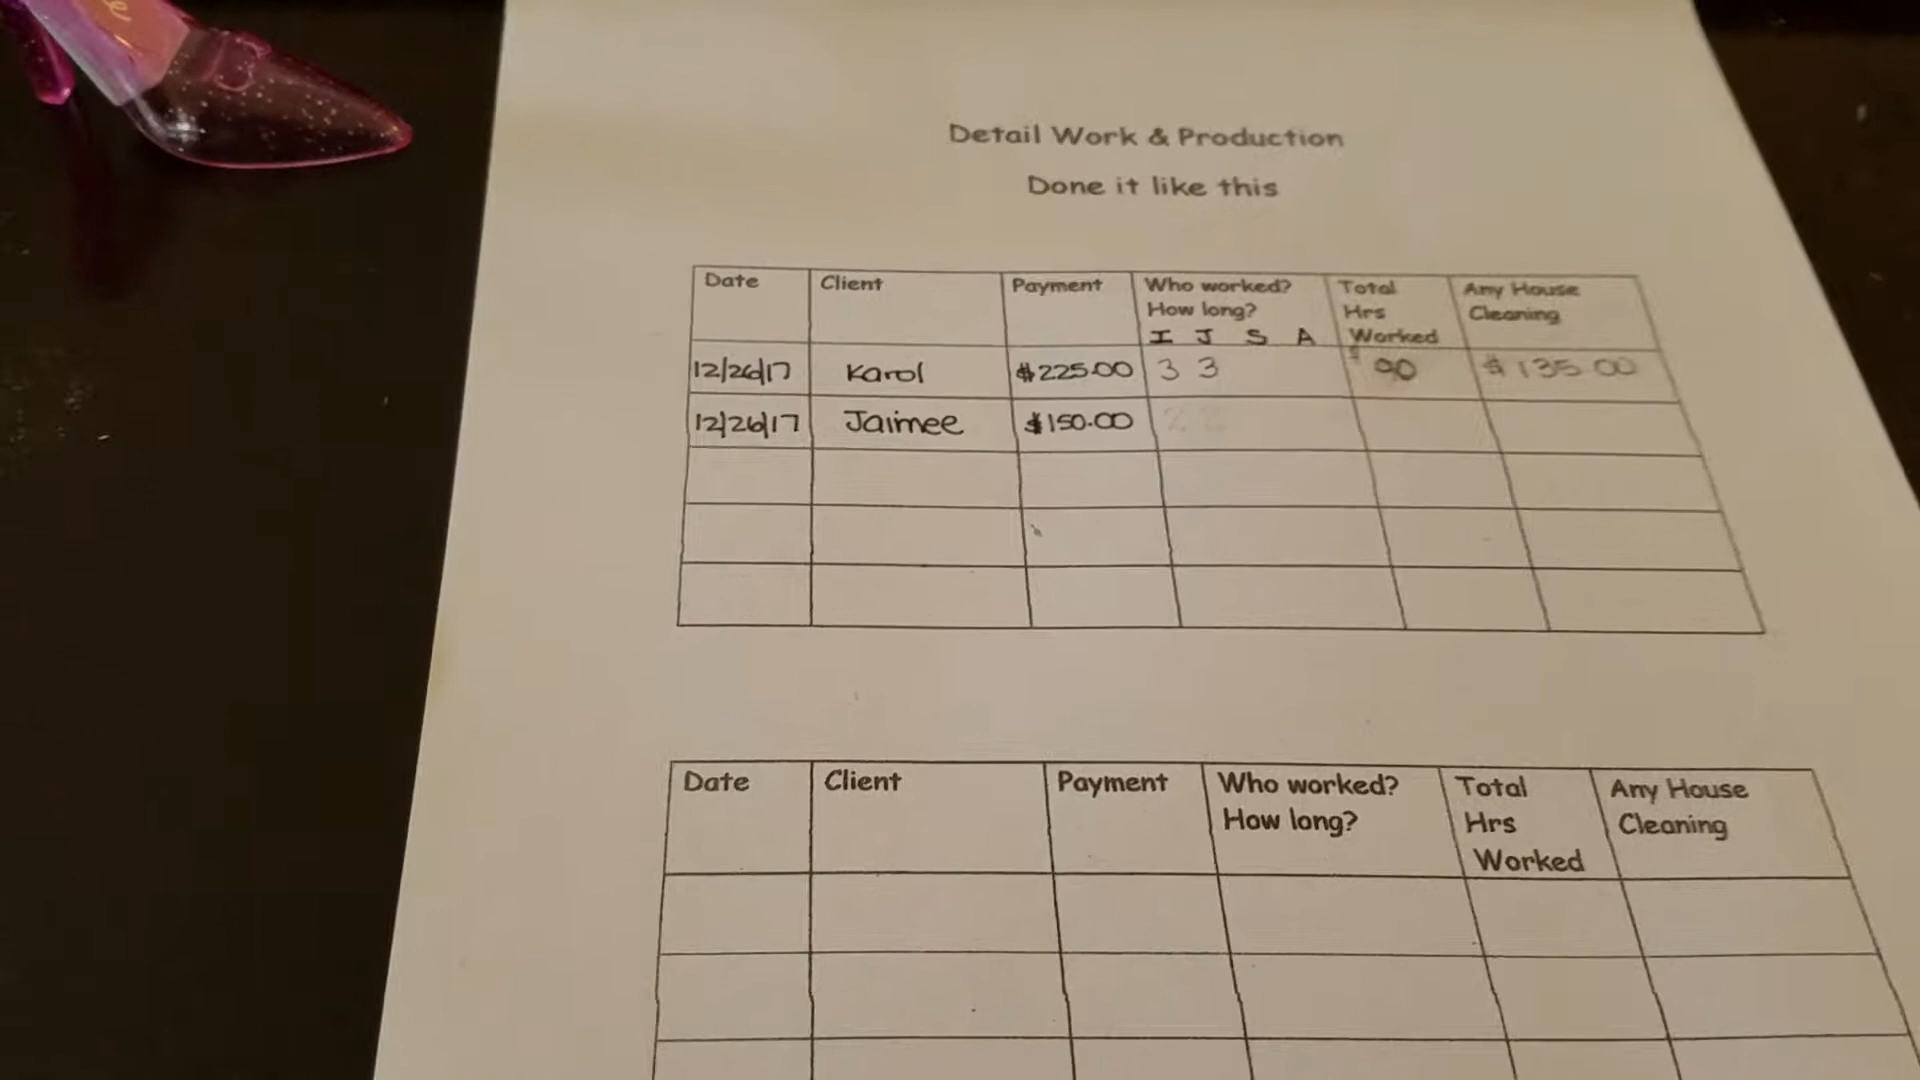 Detail Work & Production
Done it like this
Date Client Payment Who worked? Total Any House
How long? Hrs Cleaning
I J S A Worked
12/26/17 Karol $225.00 3 3 $90 $135.00
12/26/17 Jaimee $150.00 2 2
Date Client Payment Who worked? Total Any House
How long? Hrs Cleaning
Worked